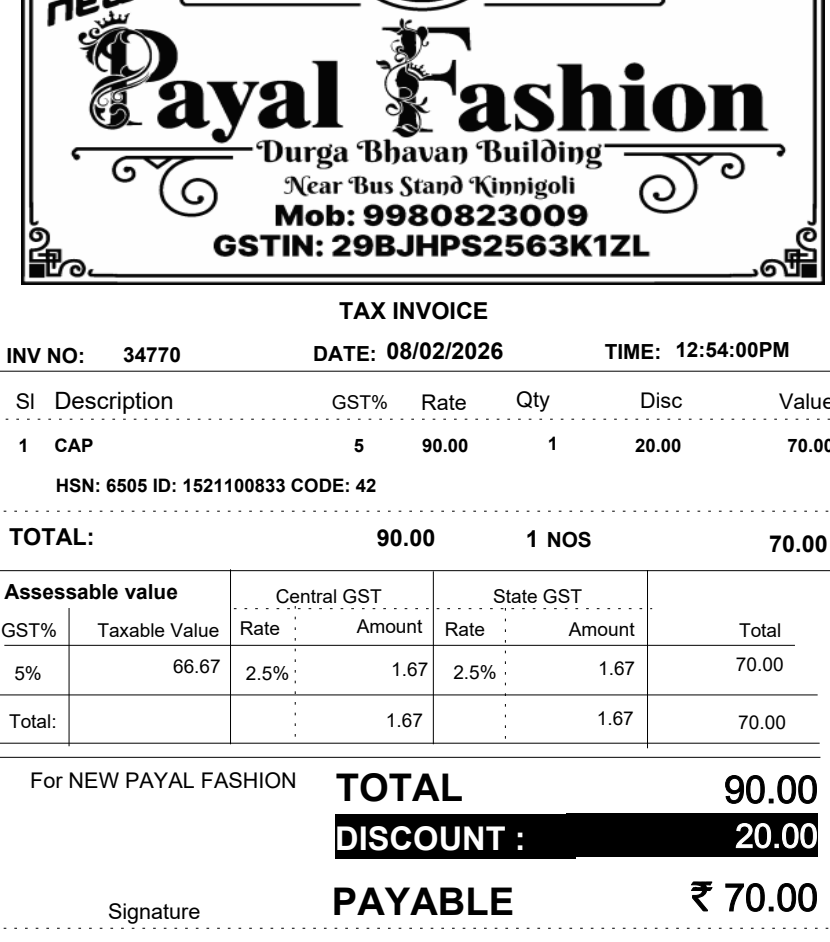 New
Payal Fashion
Durga Bhavan Building
Near Bus Stand Kinnigoli
Mob: 9980823009
GSTIN: 29BJHPS2563K1ZL
TAX INVOICE
INV NO: 34770 DATE: 08/02/2026 TIME: 12:54:00PM
Sl Description GST% Rate Qty Disc Value
1 CAP 5 90.00 1 20.00 70.00
HSN: 6505 ID: 1521100833 CODE: 42
TOTAL: 90.00 1 NOS 70.00
Assessable value Central GST State GST
GST% Taxable Value Rate Amount Rate Amount Total
5% 66.67 2.5% 1.67 2.5% 1.67 70.00
Total: 1.67 1.67 70.00
For NEW PAYAL FASHION TOTAL 90.00
DISCOUNT : 20.00
Signature PAYABLE ₹ 70.00